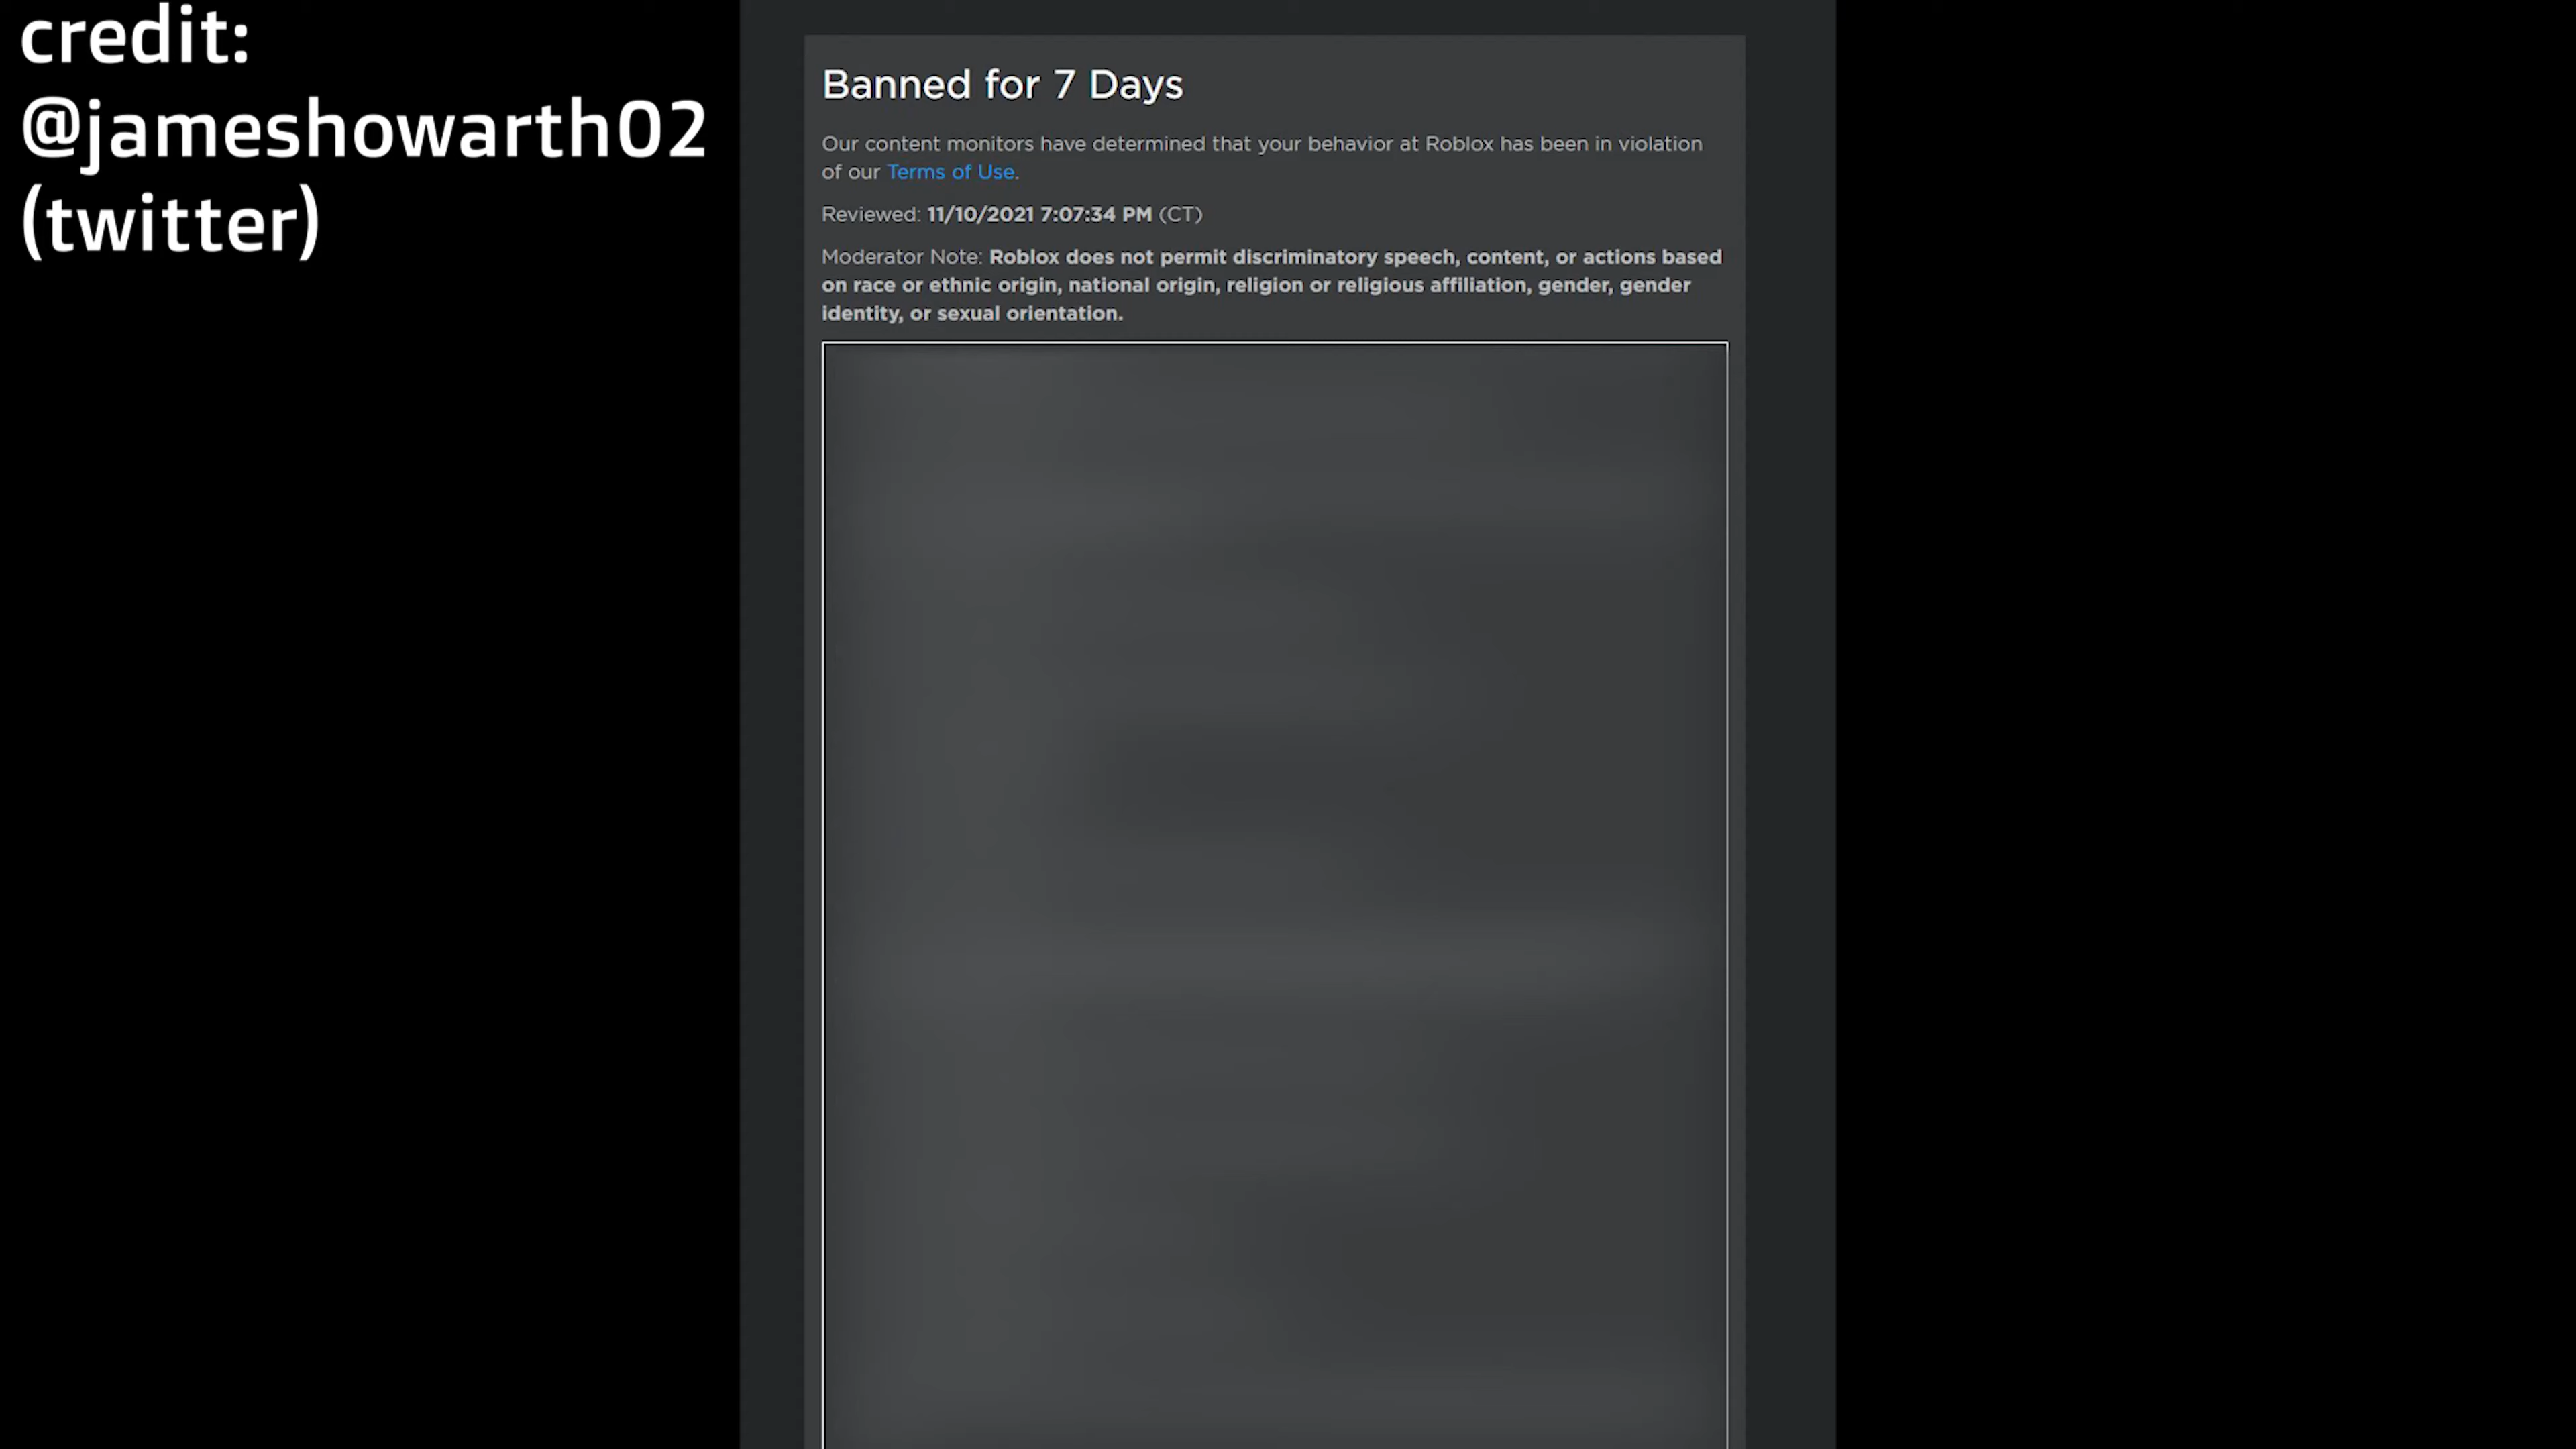 credit:
@jameshowarth02
(twitter)
Banned for 7 Days
Our content monitors have determined that your behavior at Roblox has been in violation
of our Terms of Use.
Reviewed: 11/10/2021 7:07:34 PM (CT)
Moderator Note: Roblox does not permit discriminatory speech, content, or actions based
on race or ethnic origin, national origin, religion or religious affiliation, gender, gender
identity, or sexual orientation.